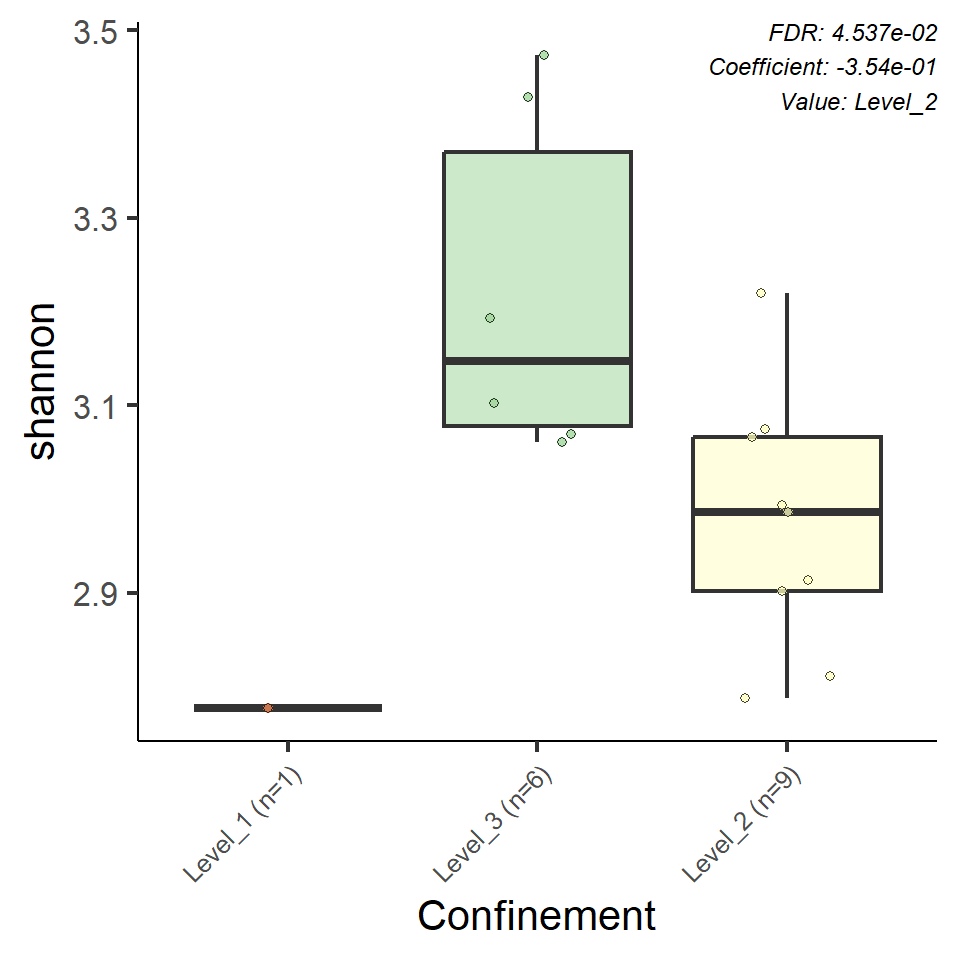 FDR: 4.537e-02
Coefficient: -3.54e-01
Value: Level_2
shannon
3.5
3.3
3.1
2.9
Level_1 (n=1)
Level_3 (n=6)
Level_2 (n=9)
Confinement